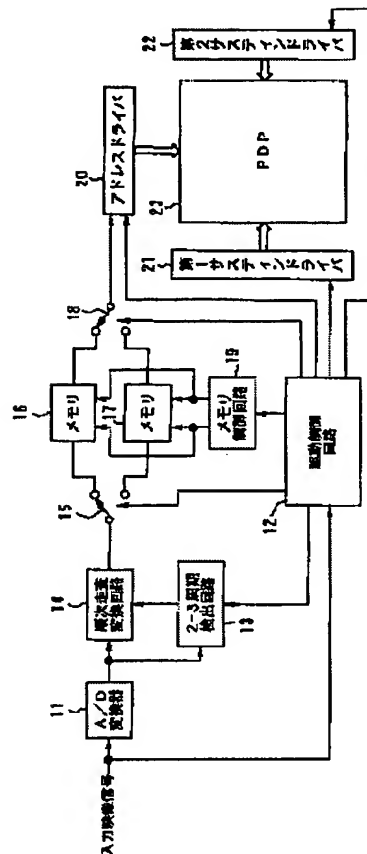 入力映像信号
11
A/D
変換器
14
順次走査
変換回路
2-3周期
検出回路
13
15
16
メモリ
17
メモリ
18
メモリ
制御回路
19
駆動制御
回路
12
20
アドレスドライバ
21
第1サスティンドライバ
PDP
23
第2サスティンドライバ
22